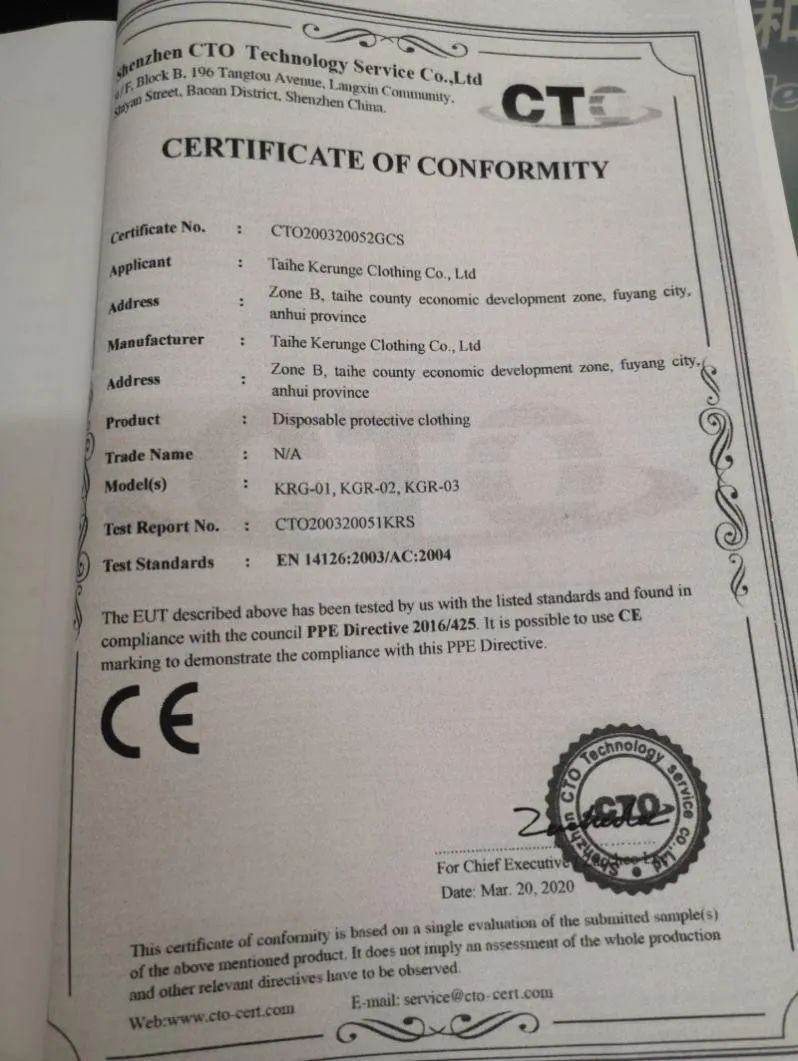 Shenzhen CTO Technology Service Co.,Ltd
/F. Block B. 196 Tangtou Avenue, Langxin Community,
Shiyan Street, Baoan District, Shenzhen China.
CTO
CERTIFICATE OF CONFORMITY
Certificate No. : CTO200320052GCS
Applicant : Taihe Kerunge Clothing Co., Ltd
Address : Zone B, taihe county economic development zone, fuyang city,
anhui province
Manufacturer : Taihe Kerunge Clothing Co., Ltd
Address : Zone B, taihe county economic development zone, fuyang city,
anhui province
Product : Disposable protective clothing
Trade Name : N/A
Model(s) : KRG-01, KGR-02, KGR-03
Test Report No. : CTO200320051KRS
Test Standards : EN 14126:2003/AC:2004
The EUT described above has been tested by us with the listed standards and found in
compliance with the council PPE Directive 2016/425. It is possible to use CE
marking to demonstrate the compliance with this PPE Directive.
CE
Shenzhen CTO Technology Service Co., Ltd
CTO
For Chief Executive
Date: Mar. 20, 2020
This certificate of conformity is based on a single evaluation of the submitted sample(s)
of the above mentioned product. It does not imply an assessment of the whole production
and other relevant directives have to be observed.
Web:www.cto-cert.com E-mail: service@cto-cert.com
和